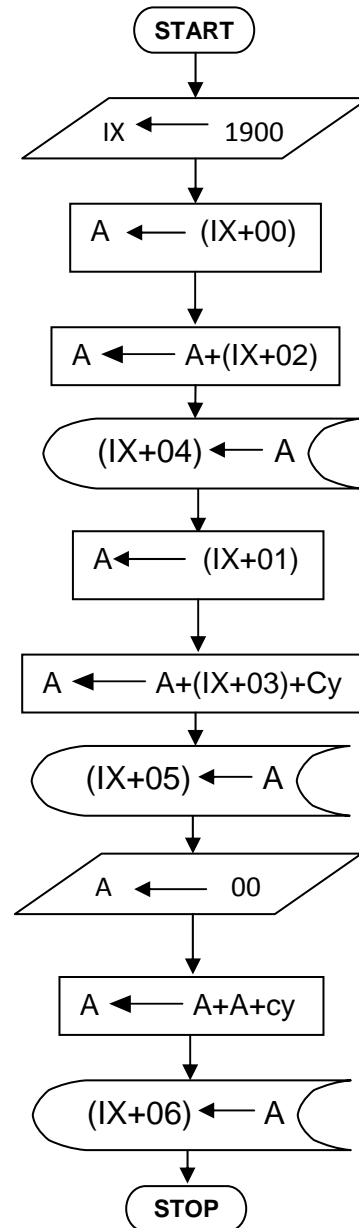 START
IX ← 1900
A ← (IX+00)
A ← A+(IX+02)
(IX+04) ← A
A ← (IX+01)
A ← A+(IX+03)+Cy
(IX+05) ← A
A ← 00
A ← A+A+cy
(IX+06) ← A
STOP